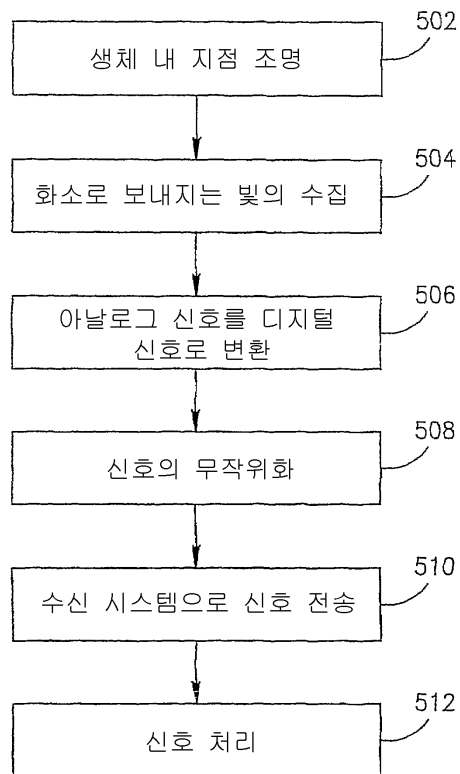 502
생체 내 지점 조명
504
화소로 보내지는 빛의 수집
506
아날로그 신호를 디지털
신호로 변환
508
신호의 무작위화
510
수신 시스템으로 신호 전송
512
신호 처리